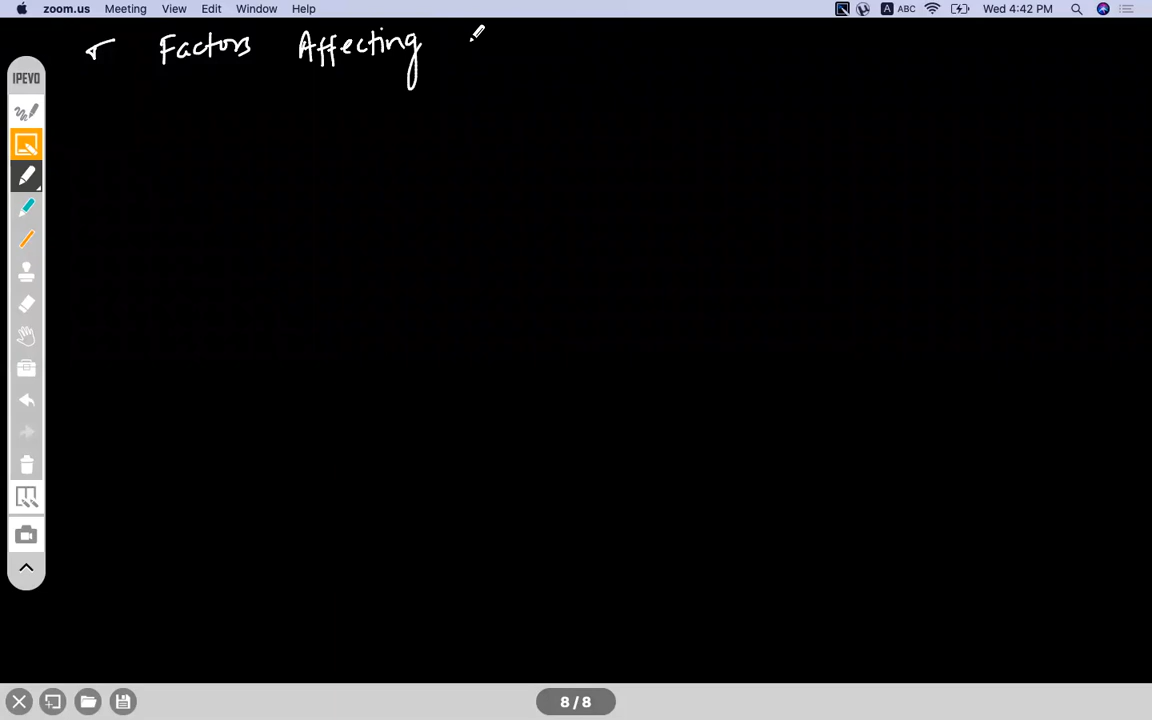 zoom.us Meeting View Edit Window Help A ABC Wed 4:42 PM
Factors Affecting
IPEVO
8 / 8